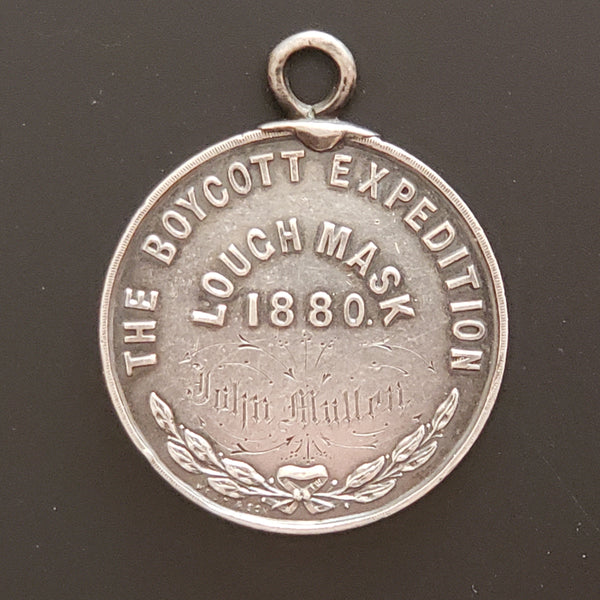 THE BOYCOTT EXPEDITION
LOUGH MASK
1880.
John Mullen